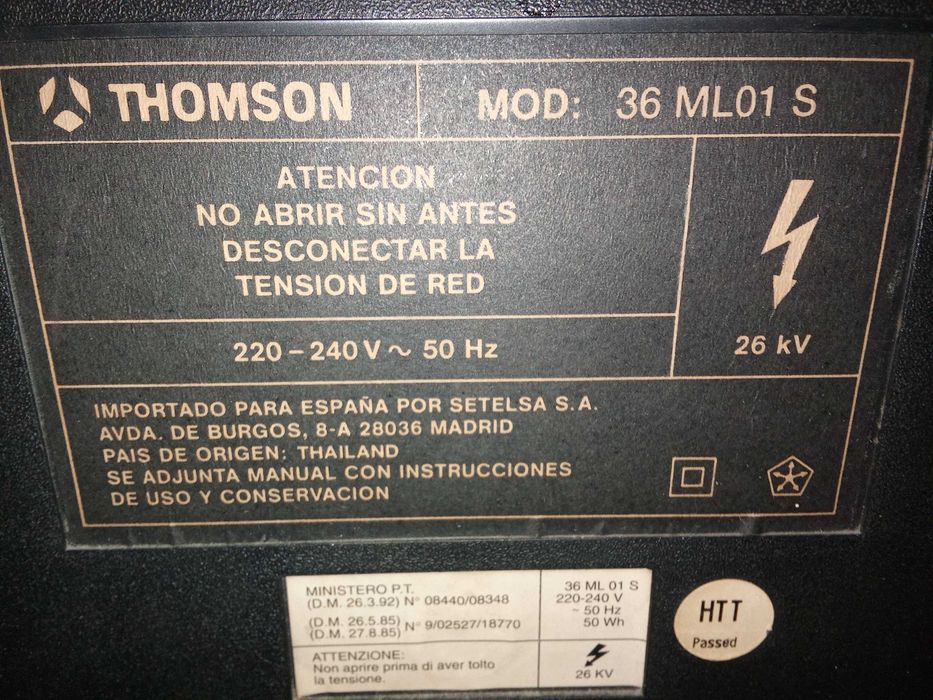 THOMSON
MOD: 36 ML01 S
ATENCION
NO ABRIR SIN ANTES
DESCONECTAR LA
TENSION DE RED
220 – 240 V ~ 50 Hz
26 kV
IMPORTADO PARA ESPAÑA POR SETELSA S.A.
AVDA. DE BURGOS, 8-A 28036 MADRID
PAIS DE ORIGEN: THAILAND
SE ADJUNTA MANUAL CON INSTRUCCIONES
DE USO Y CONSERVACION
MINISTERO P.T.
(D.M. 26.3.92) N° 08440/08348
(D.M. 26.5.85)
(D.M. 27.8.85) N° 9/02527/18770
36 ML 01 S
220-240 V
~ 50 Hz
50 Wh
ATTENZIONE:
Non aprire prima di aver tolto
la tensione.
26 KV
HTT
Passed